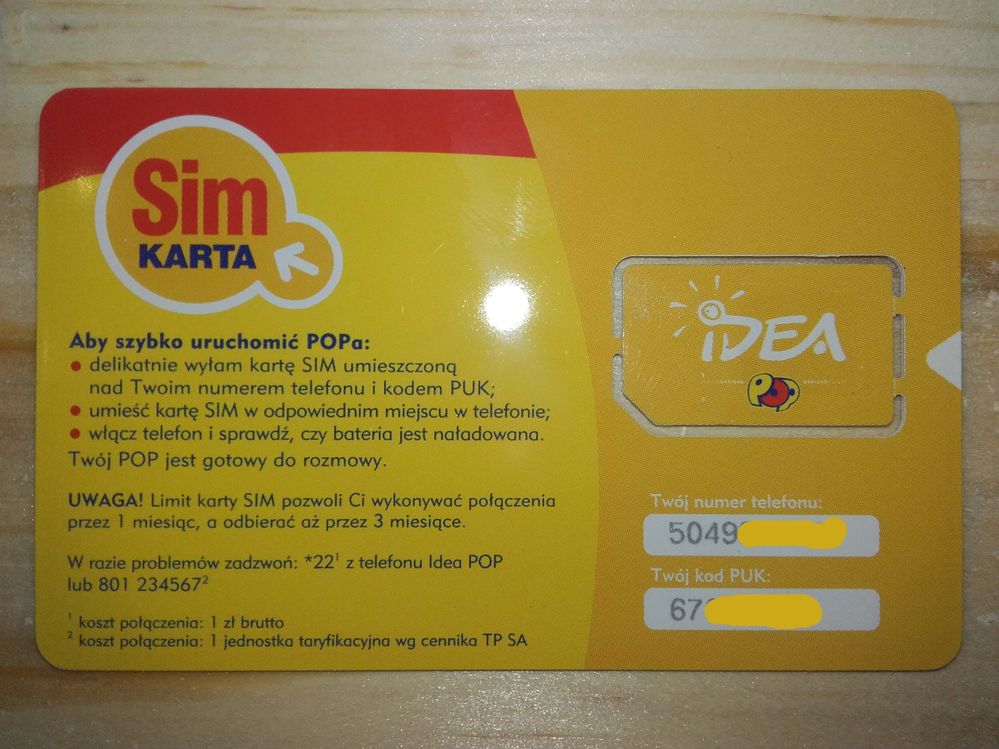 Sim
KARTA
Aby szybko uruchomić POPa:
• delikatnie wyłam kartę SIM umieszczoną
nad Twoim numerem telefonu i kodem PUK;
• umieść kartę SIM w odpowiednim miejscu w telefonie;
• włącz telefon i sprawdź, czy bateria jest naładowana.
Twój POP jest gotowy do rozmowy.
UWAGA! Limit karty SIM pozwoli Ci wykonywać połączenia
przez 1 miesiąc, a odbierać aż przez 3 miesiące.
W razie problemów zadzwoń: *22¹ z telefonu Idea POP
lub 801 234567²
¹ koszt połączenia: 1 zł brutto
² koszt połączenia: 1 jednostka taryfikacyjna wg cennika TP SA
iDEA
POP
Twój numer telefonu:
5049
Twój kod PUK:
67